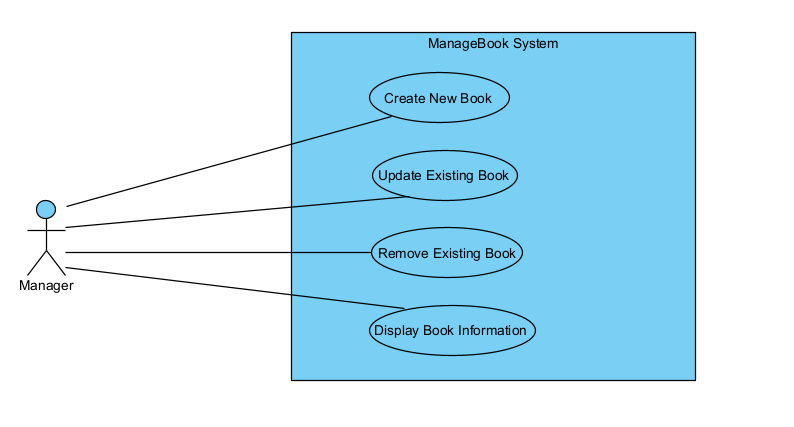 ManageBook System
Create New Book
Update Existing Book
Remove Existing Book
Manager
Display Book Information